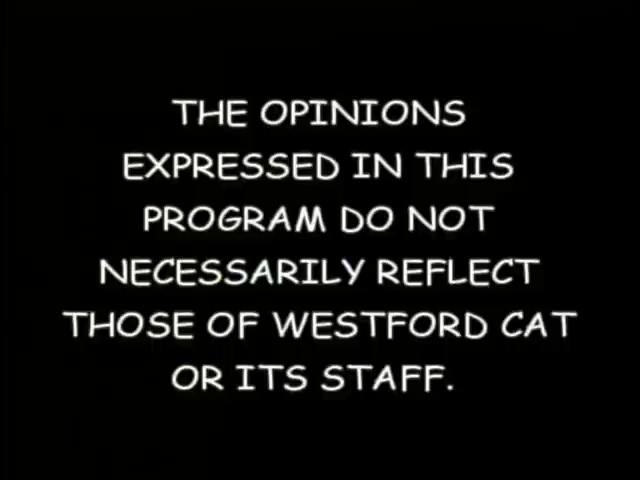 THE OPINIONS
EXPRESSED IN THIS
PROGRAM DO NOT
NECESSARILY REFLECT
THOSE OF WESTFORD CAT
OR ITS STAFF.